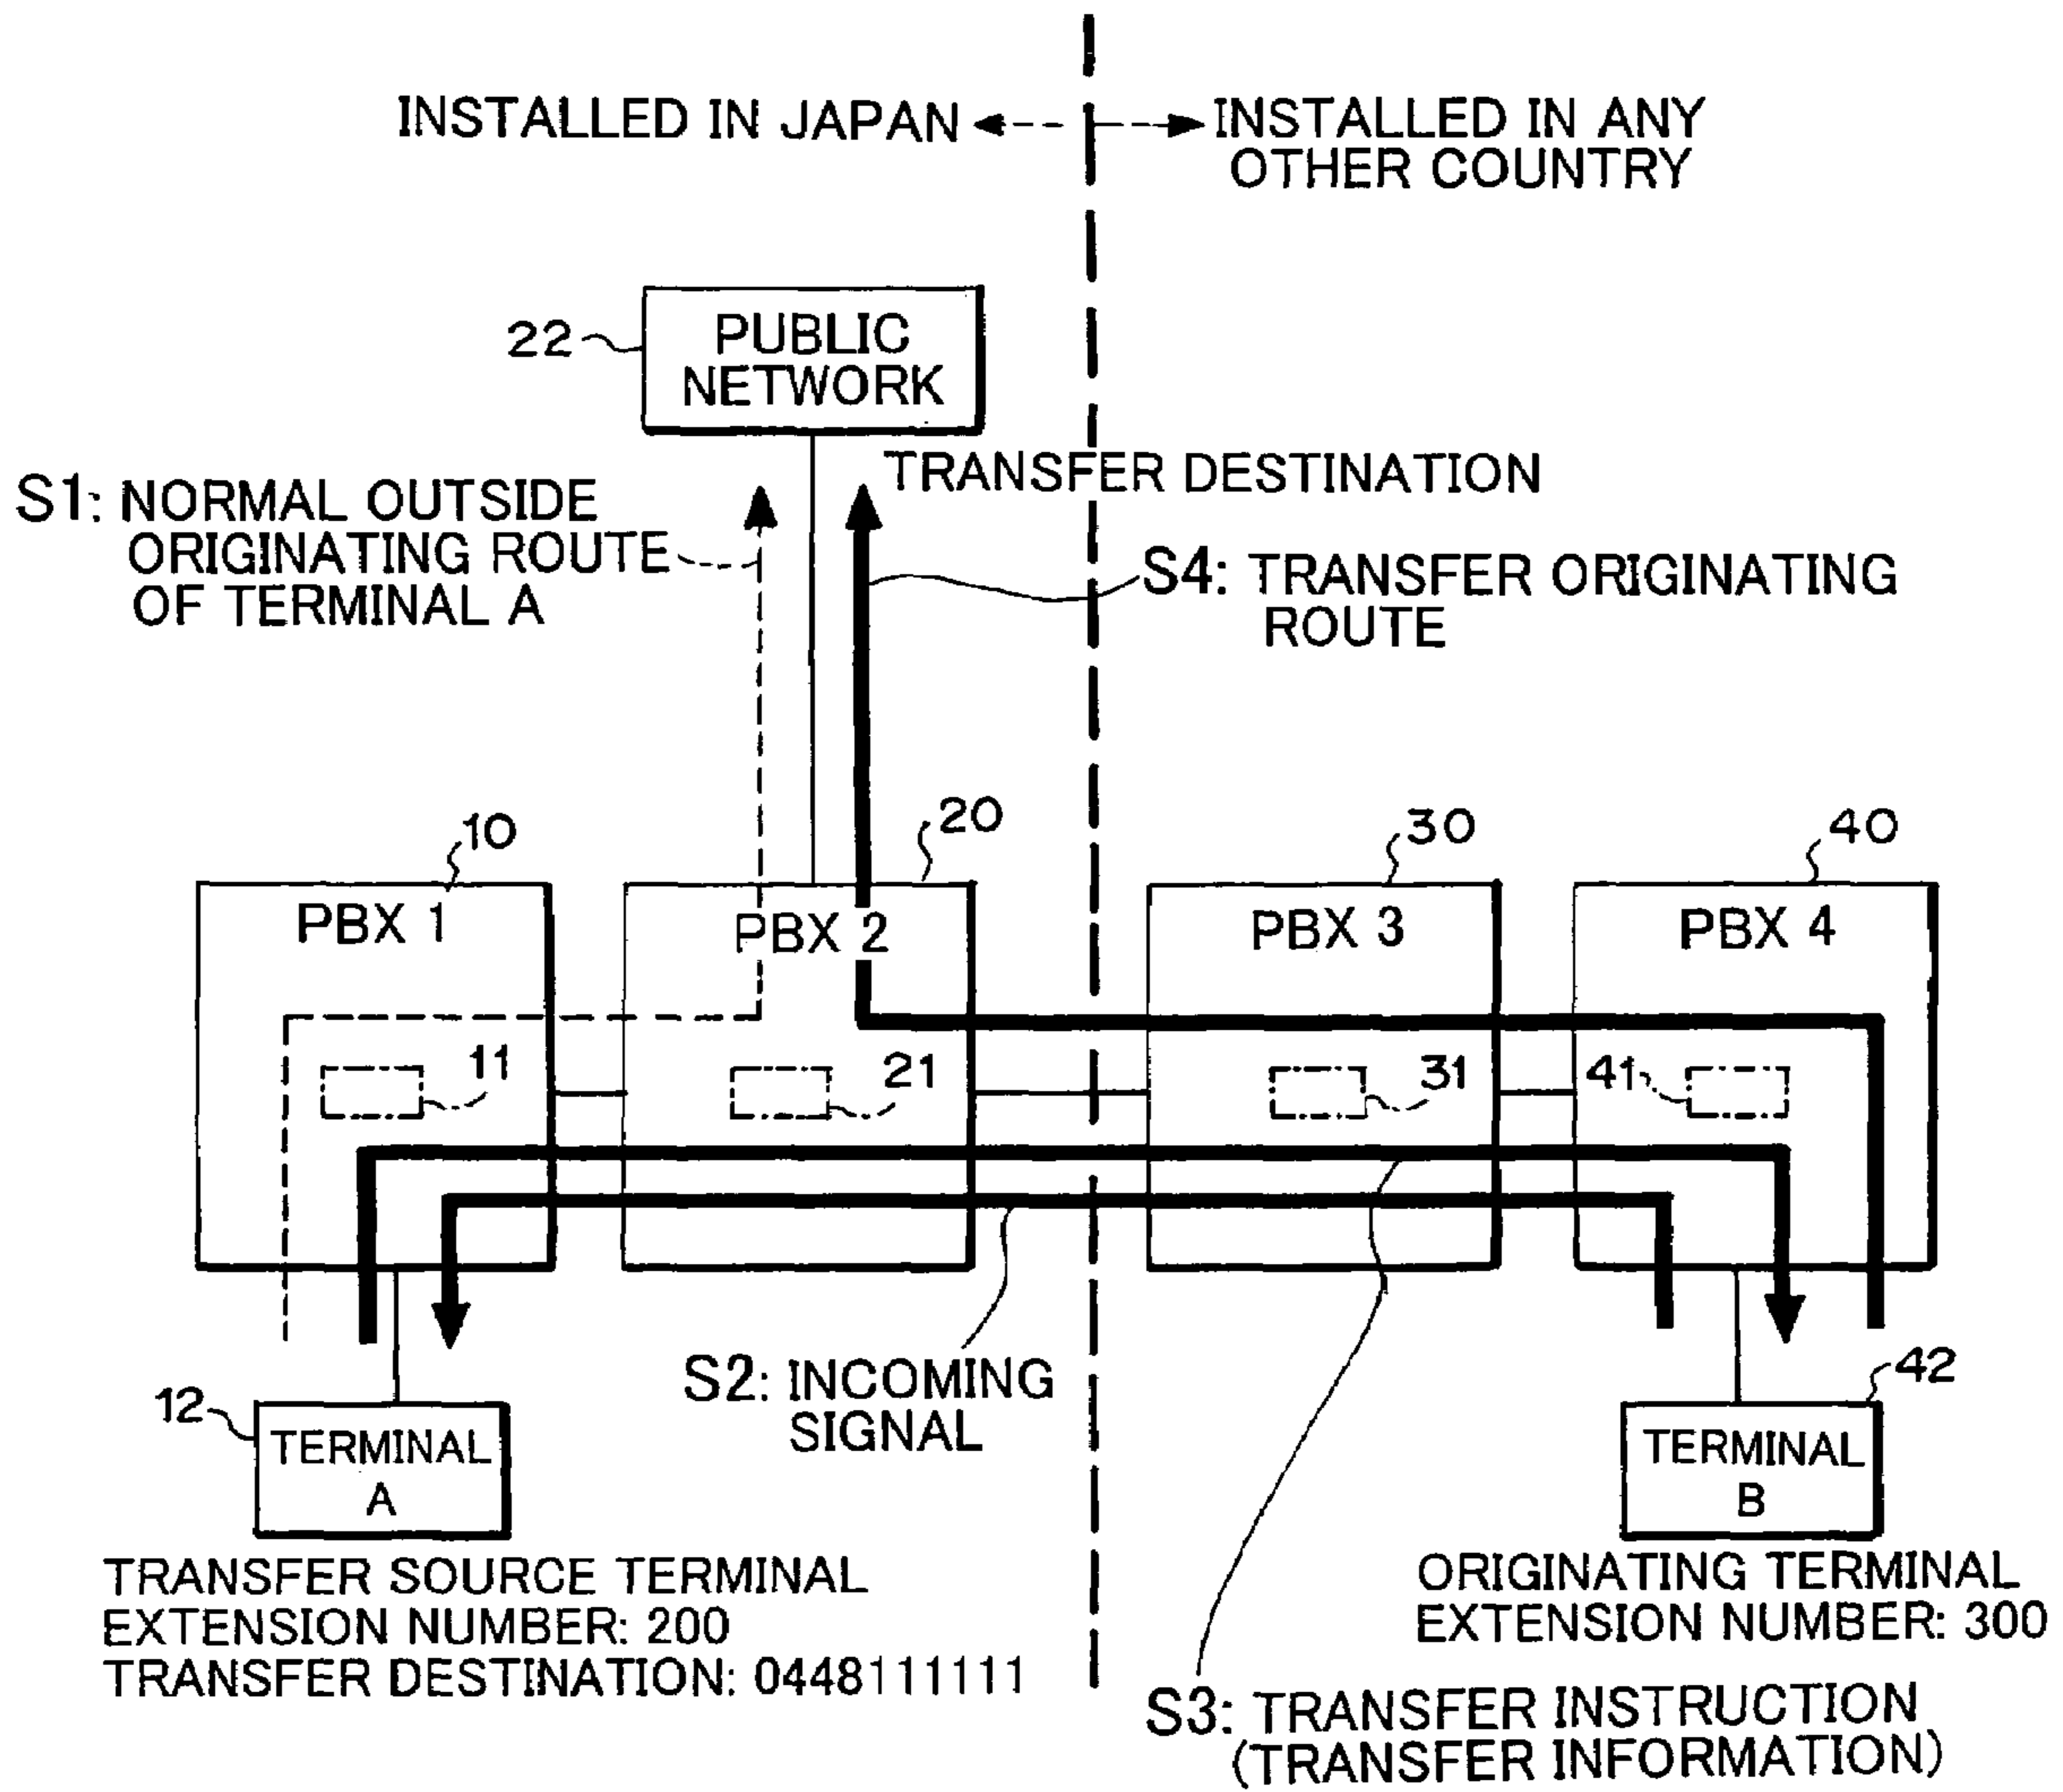 INSTALLED IN JAPAN
INSTALLED IN ANY
OTHER COUNTRY
22
PUBLIC
NETWORK
TRANSFER DESTINATION
S1: NORMAL OUTSIDE
ORIGINATING ROUTE
OF TERMINAL A
S4: TRANSFER ORIGINATING
ROUTE
10
20
30
40
PBX 1
PBX 2
PBX 3
PBX 4
11
21
31
41
S2: INCOMING
SIGNAL
12
TERMINAL
A
42
TERMINAL
B
TRANSFER SOURCE TERMINAL
EXTENSION NUMBER: 200
TRANSFER DESTINATION: 0448111111
ORIGINATING TERMINAL
EXTENSION NUMBER: 300
S3: TRANSFER INSTRUCTION
(TRANSFER INFORMATION)